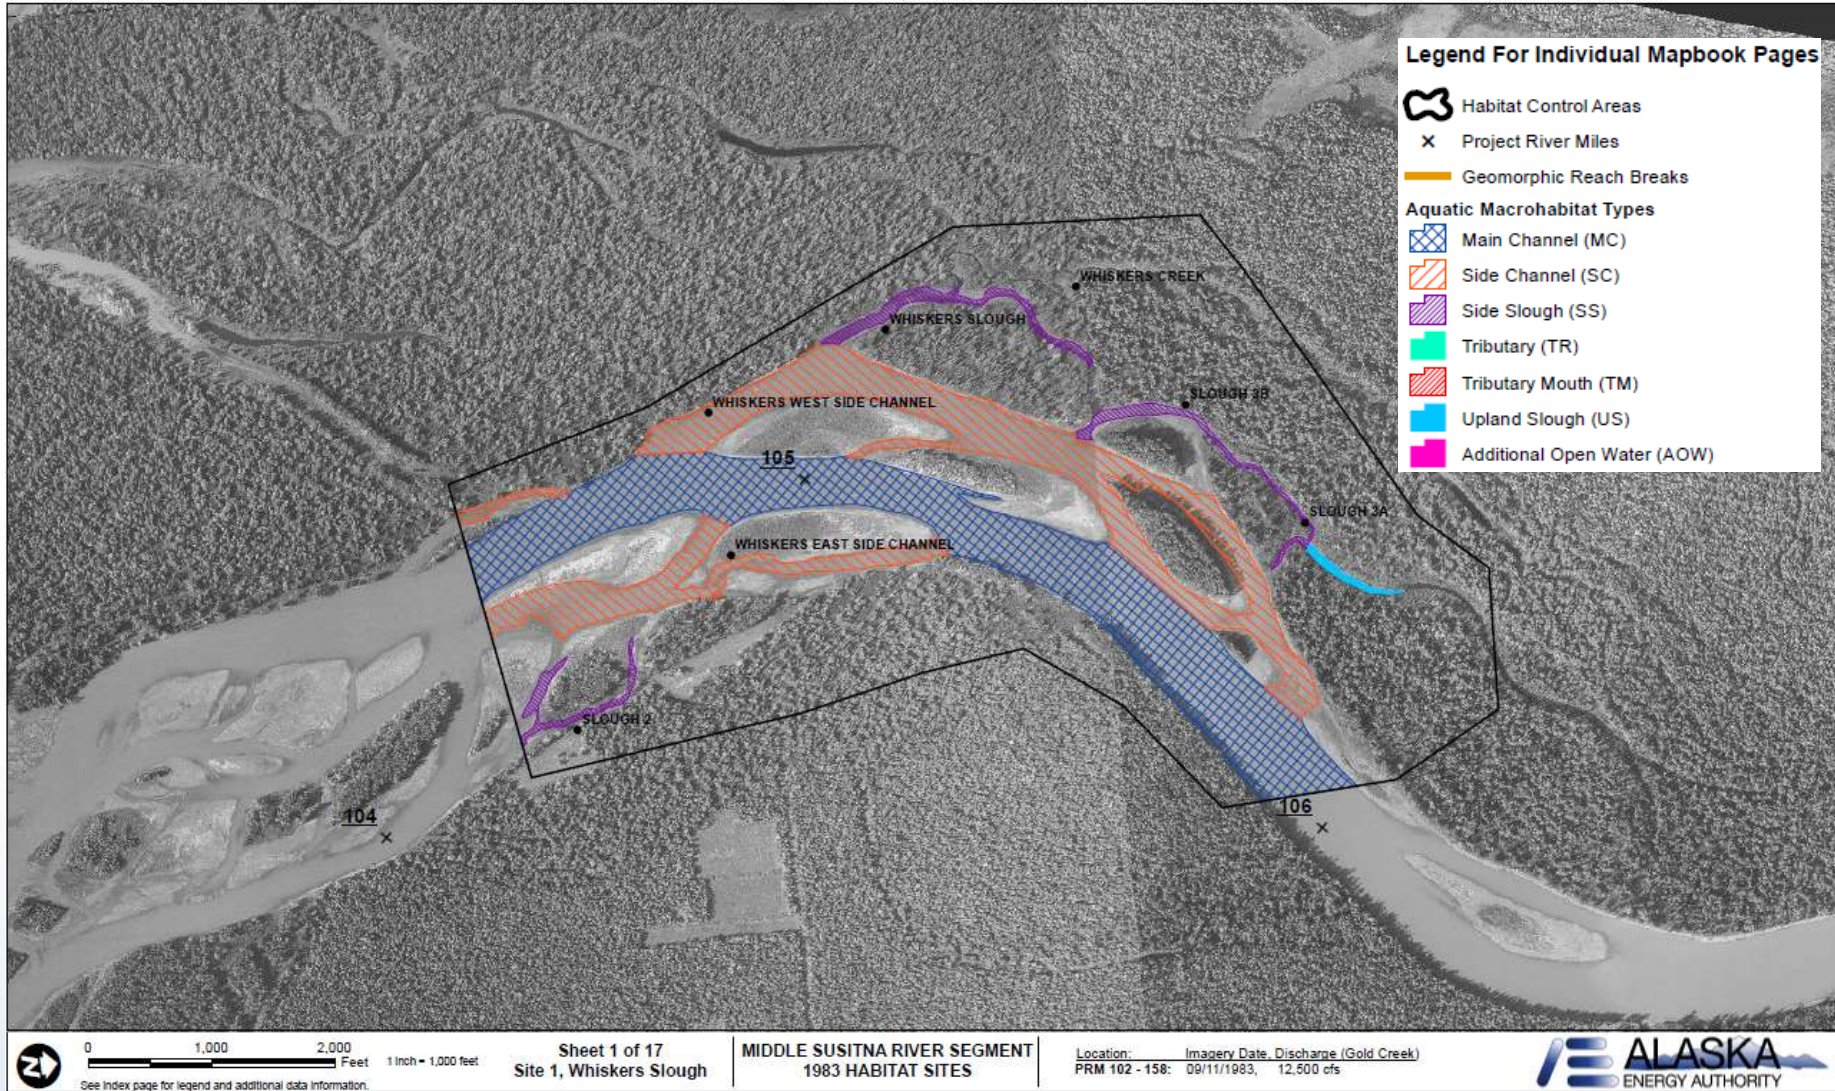 Legend For Individual Mapbook Pages
Habitat Control Areas
Project River Miles
Geomorphic Reach Breaks
Aquatic Macrohabitat Types
Main Channel (MC)
Side Channel (SC)
Side Slough (SS)
Tributary (TR)
Tributary Mouth (TM)
Upland Slough (US)
Additional Open Water (AOW)
WHISKERS CREEK
WHISKERS SLOUGH
WHISKERS WEST SIDE CHANNEL
SLOUGH 3B
105
SLOUGH 3A
WHISKERS EAST SIDE CHANNEL
SLOUGH 2
104
106
Z
0 1,000 2,000
Feet
1 inch = 1,000 feet
See Index page for legend and additional data information.
Sheet 1 of 17
Site 1, Whiskers Slough
MIDDLE SUSITNA RIVER SEGMENT
1983 HABITAT SITES
Location: Imagery Date, Discharge (Gold Creek)
PRM 102 - 158: 09/11/1983, 12,500 cfs
ALASKA
ENERGY AUTHORITY